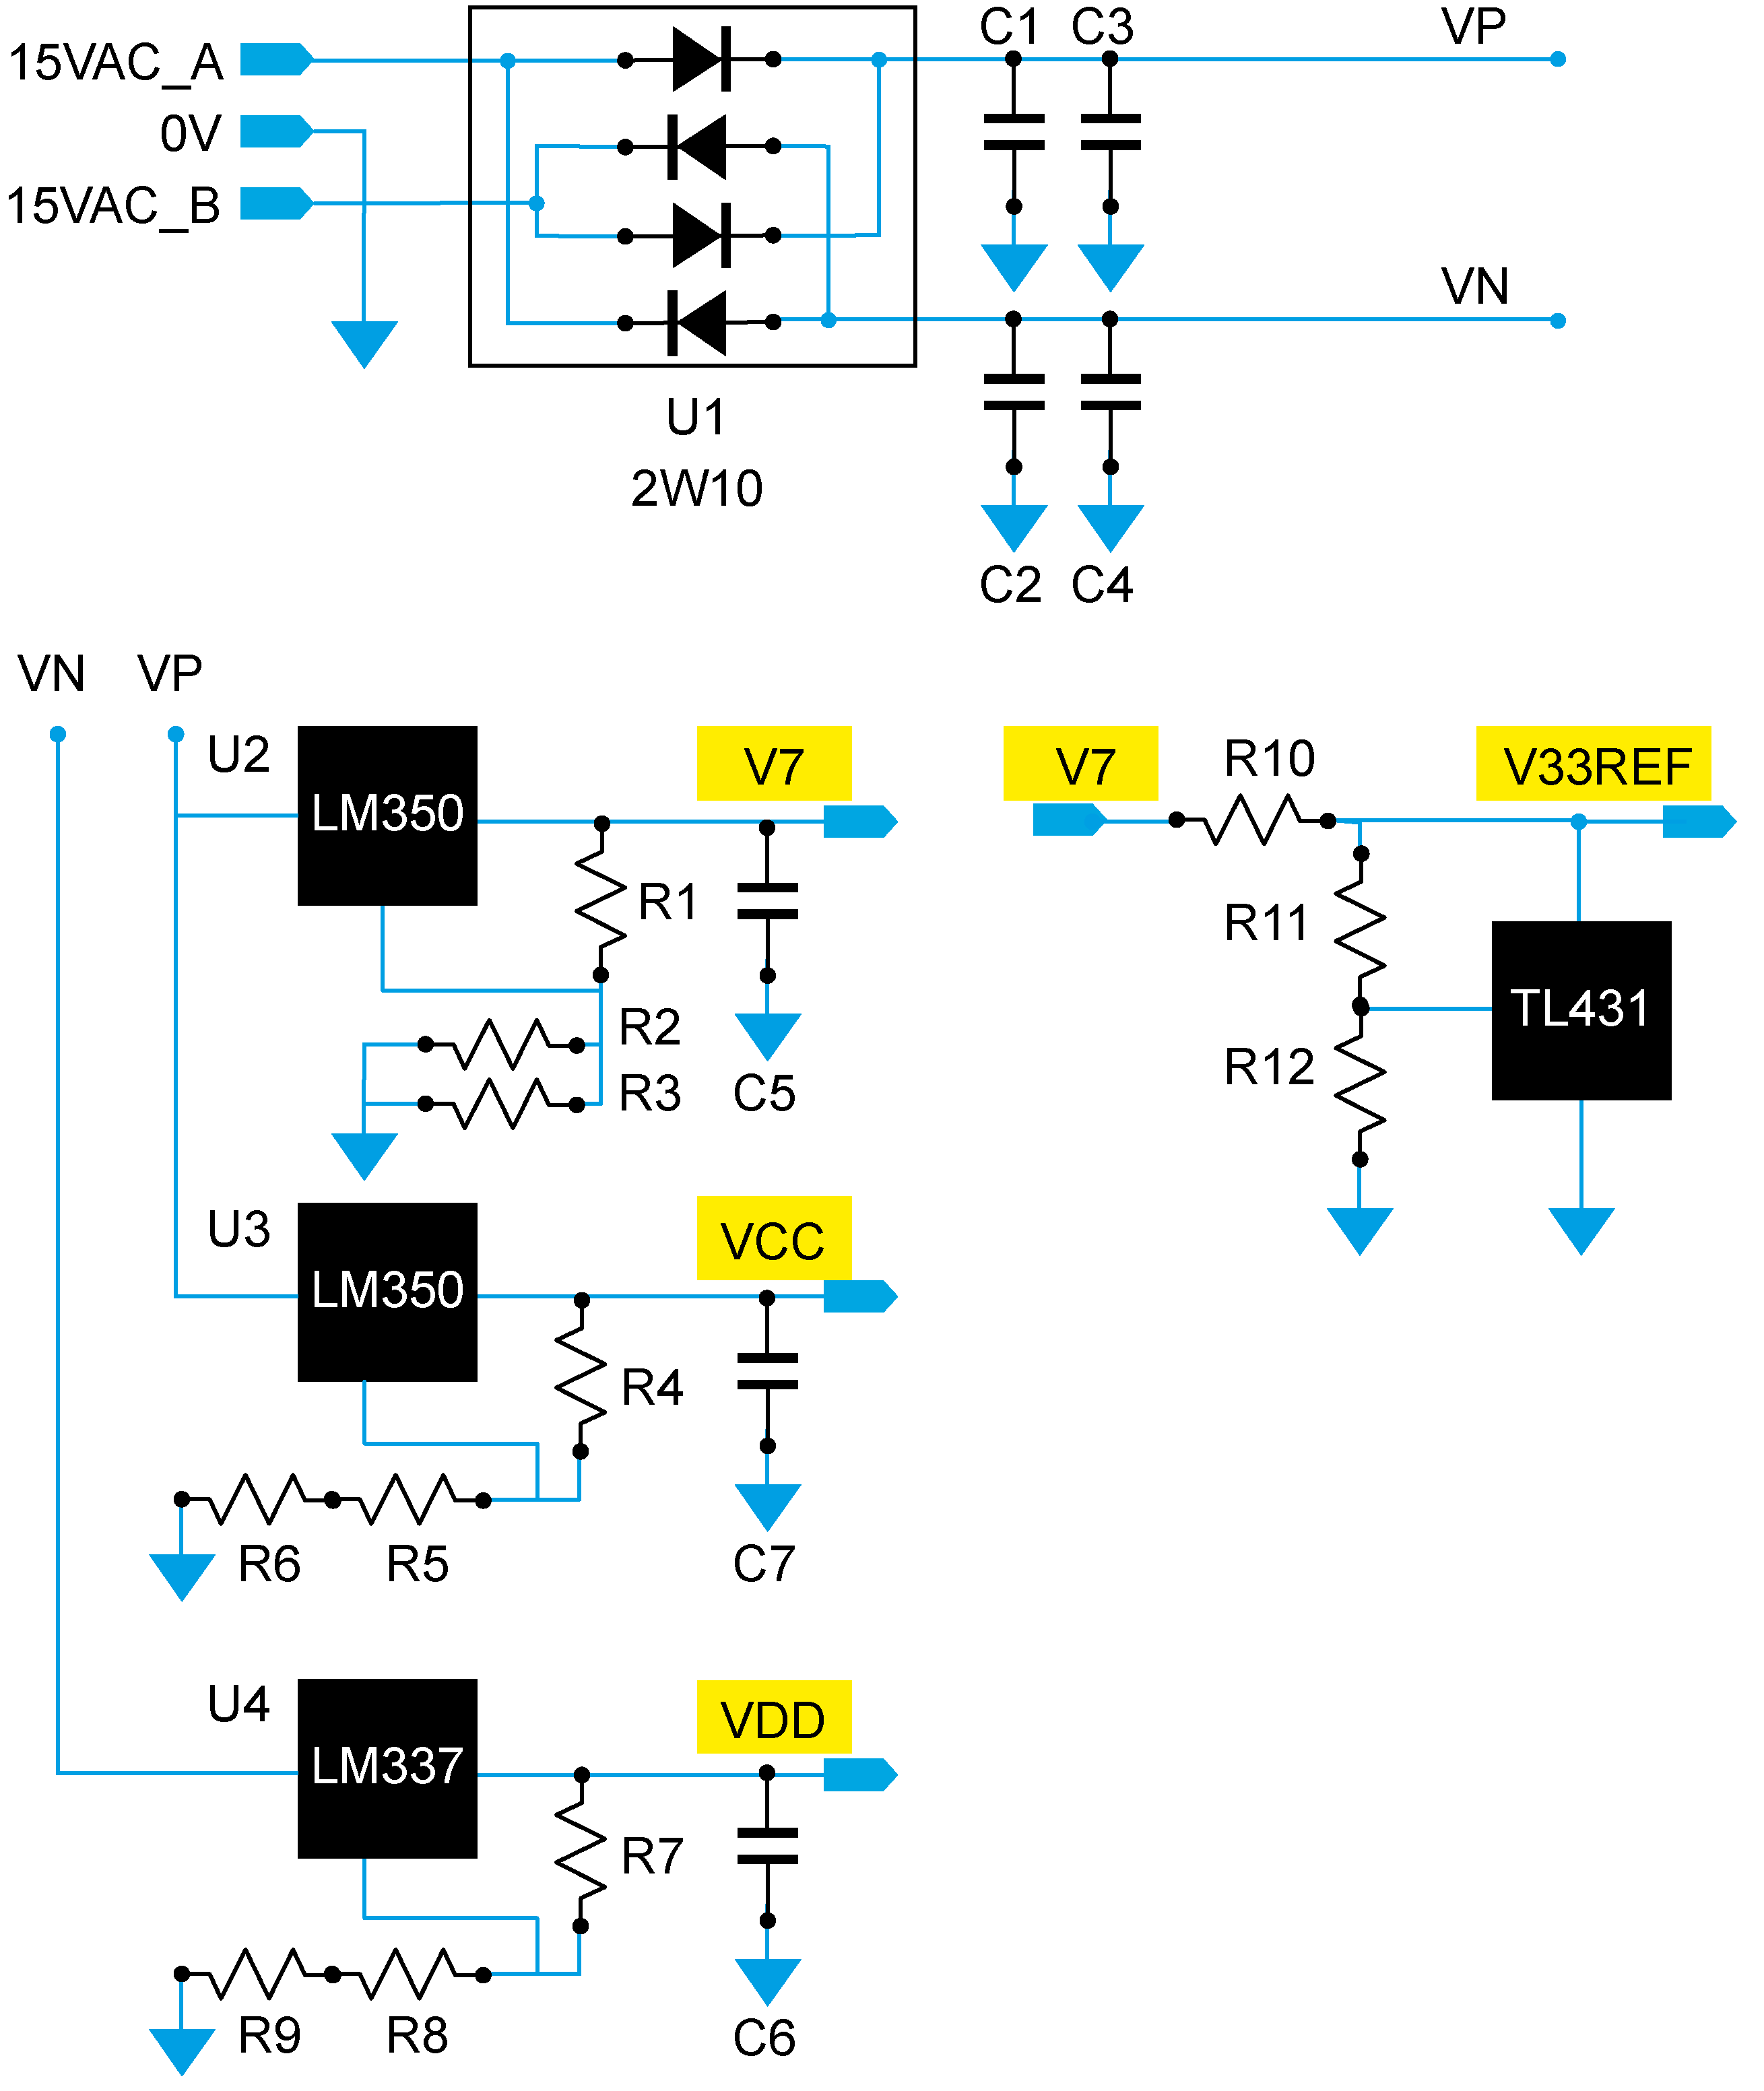 15VAC_A
0V
15VAC_B
U1
2W10
C1 C3
VP
VN
C2 C4
VN VP
U2
LM350
V7
R1
R2
R3
C5
V7
R10
V33REF
R11
TL431
R12
U3
LM350
VCC
R4
R6 R5
C7
U4
LM337
VDD
R7
R9 R8
C6